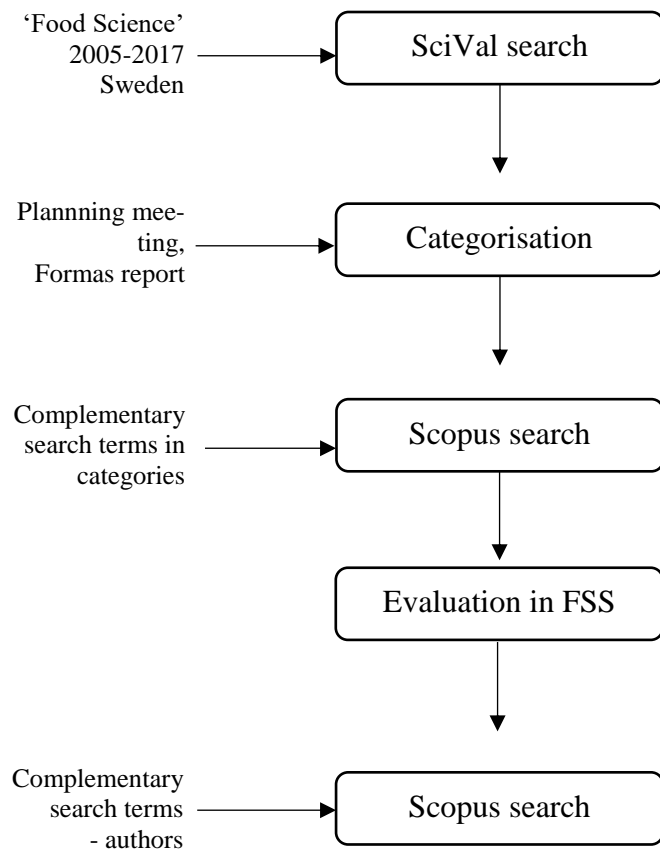 ‘Food Science’
2005-2017
Sweden
SciVal search
Plannning mee-
ting,
Formas report
Categorisation
Complementary
search terms in
categories
Scopus search
Evaluation in FSS
Complementary
search terms
- authors
Scopus search